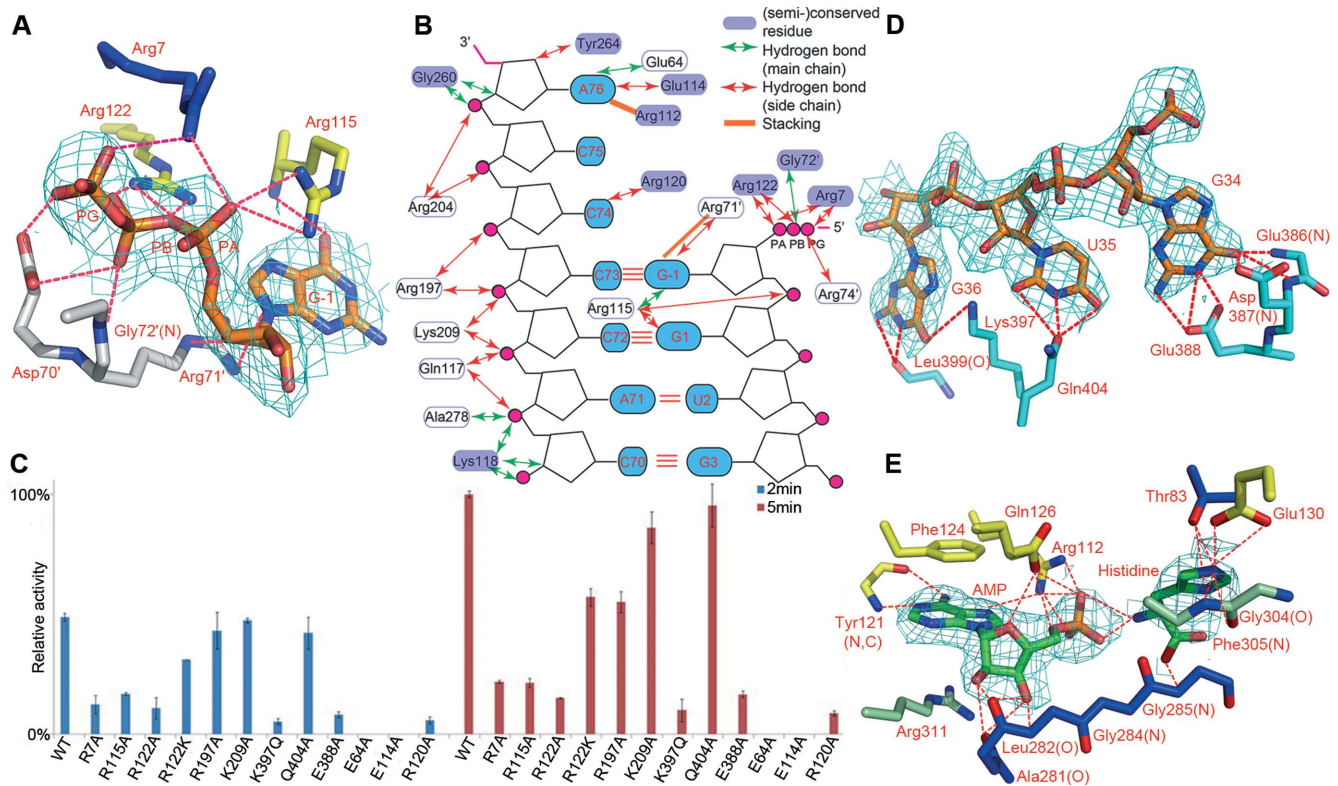 A
Arg7
Arg122
Arg115
PG
PB
PA
G-1
Gly72'(N)
Asp70'
Arg71'
B
3'
Tyr264
Gly260
Glu64
A76
Glu114
Arg112
C75
Arg204
C74
Arg120
Gly72'
Arg122
Arg7
Arg71'
5'
PA PB PG
C73
G-1
Arg197
Arg74'
Arg115
Lys209
C72
G1
Gln117
A71
U2
Ala278
Lys118
C70
G3
(semi-)conserved
residue
Hydrogen bond
(main chain)
Hydrogen bond
(side chain)
Stacking
D
G34
U35
G36
Glu386(N)
Asp
387(N)
Glu388
Lys397
Leu399(O)
Gln404
C
100%
0%
Relative activity
2min
5min
WT
R7A
R115A
R122A
R122K
R197A
K209A
K397Q
Q404A
E388A
E64A
E114A
R120A
WT
R7A
R115A
R122A
R122K
R197A
K209A
K397Q
Q404A
E388A
E64A
E114A
R120A
E
Thr83
Glu130
Gln126
Phe124
Arg112
Histidine
AMP
Tyr121
(N,C)
Gly304(O)
Phe305(N)
Arg311
Gly285(N)
Gly284(N)
Leu282(O)
Ala281(O)